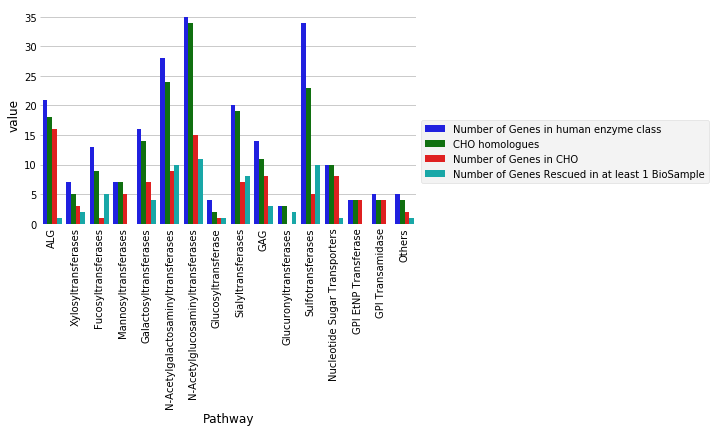 35
30
25
20
15
10
5
0
value
ALG
Xylosyltransferases
Fucosyltransferases
Mannosyltransferases
Galactosyltransferases
N-Acetylgalactosaminyltransferases
N-Acetylglucosaminyltransferases
Glucosyltransferase
Sialyltransferases
GAG
Glucuronyltransferases
Sulfotransferases
Nucleotide Sugar Transporters
GPI EtNP Transferase
GPI Transamidase
Others
Pathway
Number of Genes in human enzyme class
CHO homologues
Number of Genes in CHO
Number of Genes Rescued in at least 1 BioSample